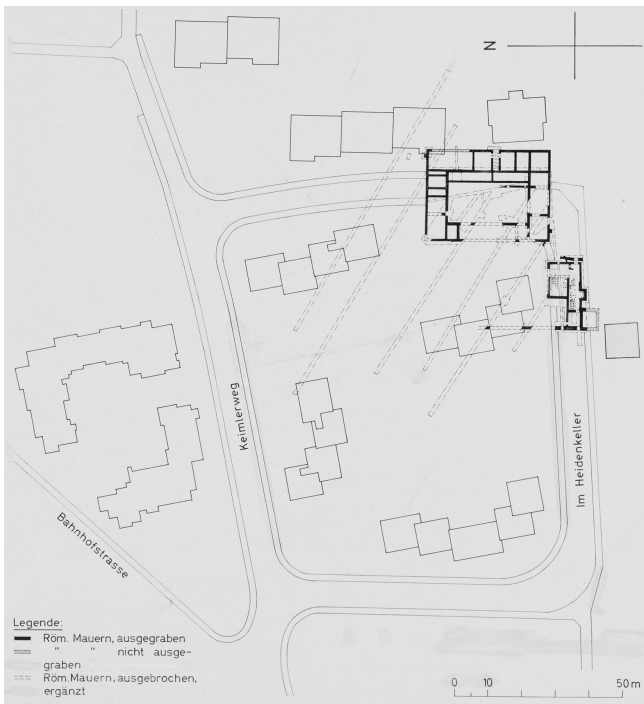 N
Keimlerweg
Im Heidenkeller
Bahnhofstrasse
Legende:
Röm. Mauern, ausgegraben
" " nicht ausge-
graben
Röm. Mauern, ausgebrochen,
ergänzt
0 10 50 m